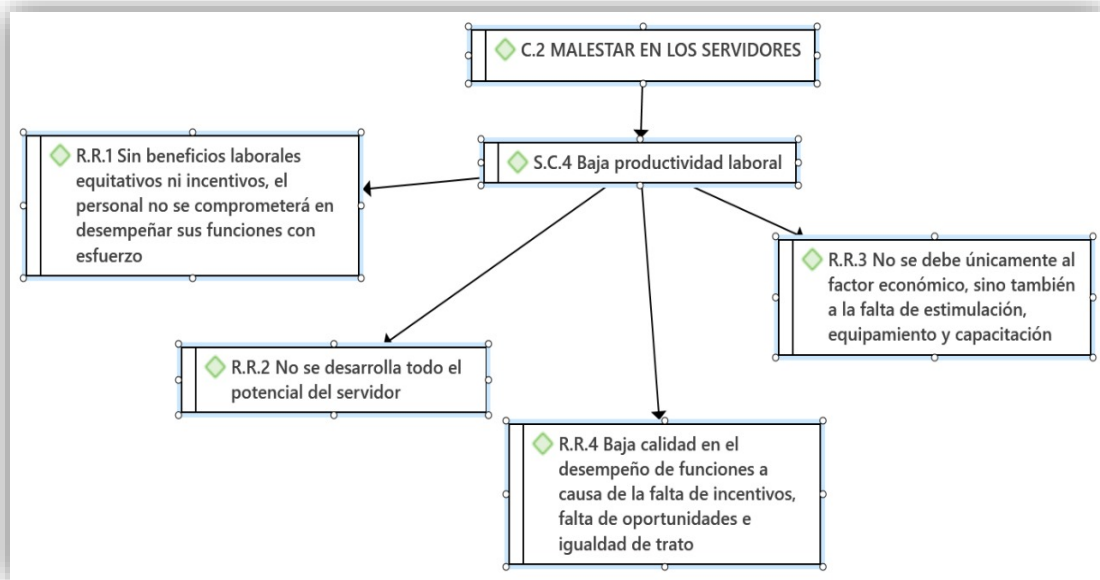 C.2 MALESTAR EN LOS SERVIDORES
S.C.4 Baja productividad laboral
R.R.1 Sin beneficios laborales
equitativos ni incentivos, el
personal no se comprometerá en
desempeñar sus funciones con
esfuerzo
R.R.3 No se debe únicamente al
factor económico, sino también
a la falta de estimulación,
equipamiento y capacitación
R.R.2 No se desarrolla todo el
potencial del servidor
R.R.4 Baja calidad en el
desempeño de funciones a
causa de la falta de incentivos,
falta de oportunidades e
igualdad de trato